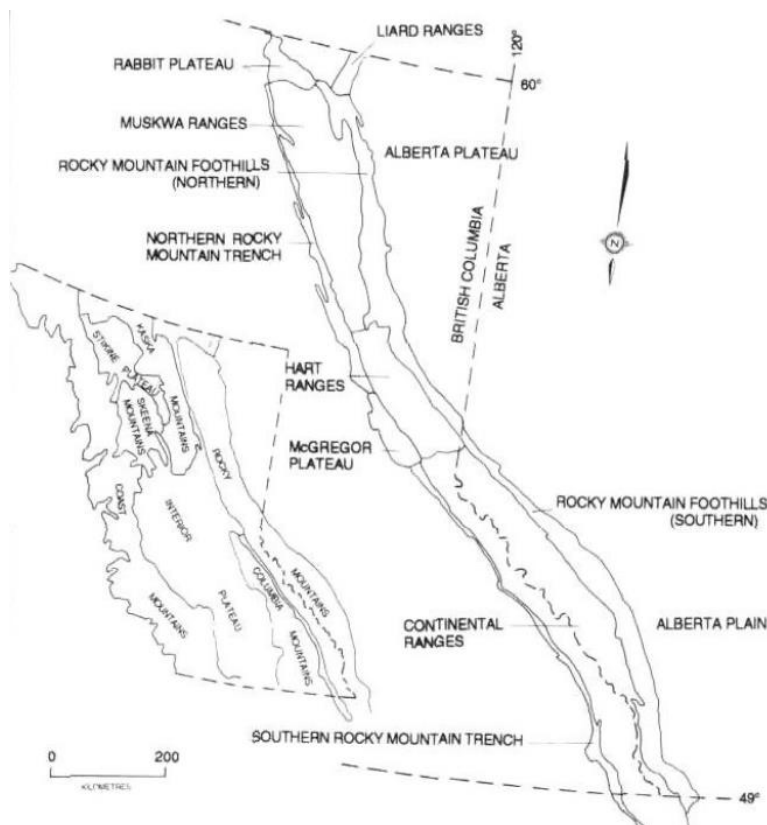 LIARD RANGES
120°
RABBIT PLATEAU
60°
MUSKWA RANGES
ALBERTA PLATEAU
ROCKY MOUNTAIN FOOTHILLS
(NORTHERN)
N
NORTHERN ROCKY
MOUNTAIN TRENCH
BRITISH COLUMBIA
ALBERTA
STIKINE PLATEAU
KASKA
MOUNTAINS
SKEENA
MOUNTAINS
ROCKY
MOUNTAINS
HART
RANGES
McGREGOR
PLATEAU
COAST
MOUNTAINS
INTERIOR
PLATEAU
COLUMBIA
MOUNTAINS
ROCKY MOUNTAIN FOOTHILLS
(SOUTHERN)
CONTINENTAL
RANGES
ALBERTA PLAIN
SOUTHERN ROCKY MOUNTAIN TRENCH
0 200
KILOMETRES
49°